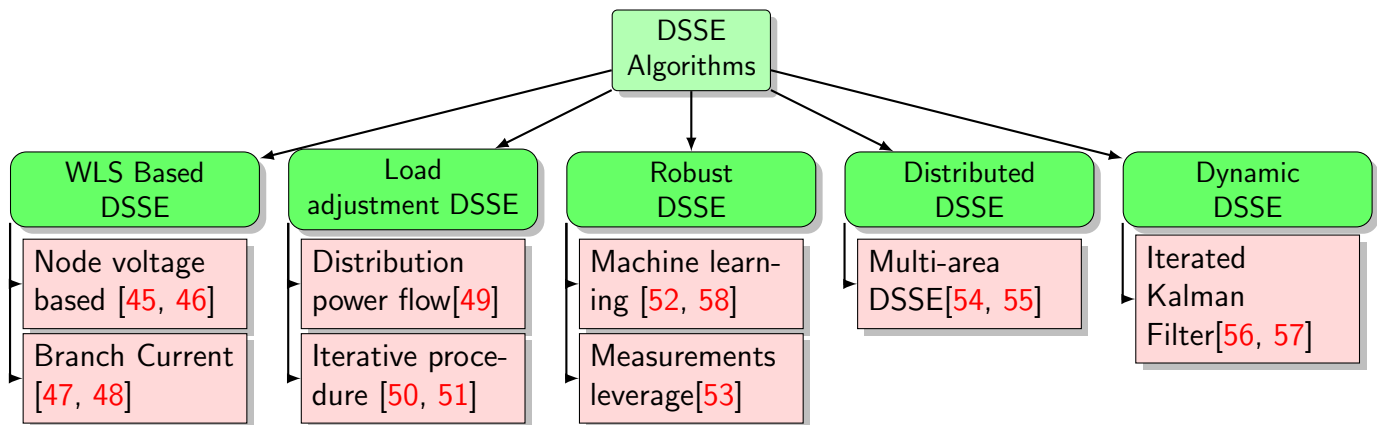 DSSE
Algorithms
WLS Based
DSSE
Load
adjustment DSSE
Robust
DSSE
Distributed
DSSE
Dynamic
DSSE
Node voltage
based [45, 46]
Branch Current
[47, 48]
Distribution
power flow[49]
Iterative proce-
dure [50, 51]
Machine learn-
ing [52, 58]
Measurements
leverage[53]
Multi-area
DSSE[54, 55]
Iterated
Kalman
Filter[56, 57]